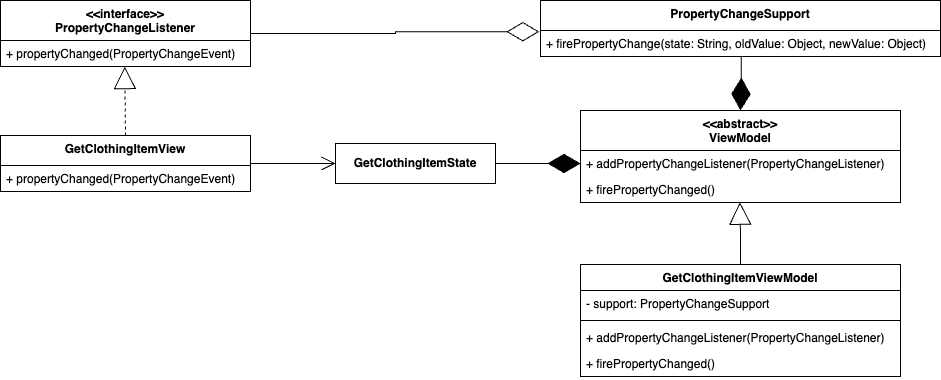 <<interface>>
PropertyChangeListener
+ propertyChanged(PropertyChangeEvent)
PropertyChangeSupport
+ firePropertyChange(state: String, oldValue: Object, newValue: Object)
GetClothingItemView
+ propertyChanged(PropertyChangeEvent)
GetClothingItemState
<<abstract>>
ViewModel
+ addPropertyChangeListener(PropertyChangeListener)
+ firePropertyChanged()
GetClothingItemViewModel
- support: PropertyChangeSupport
+ addPropertyChangeListener(PropertyChangeListener)
+ firePropertyChanged()